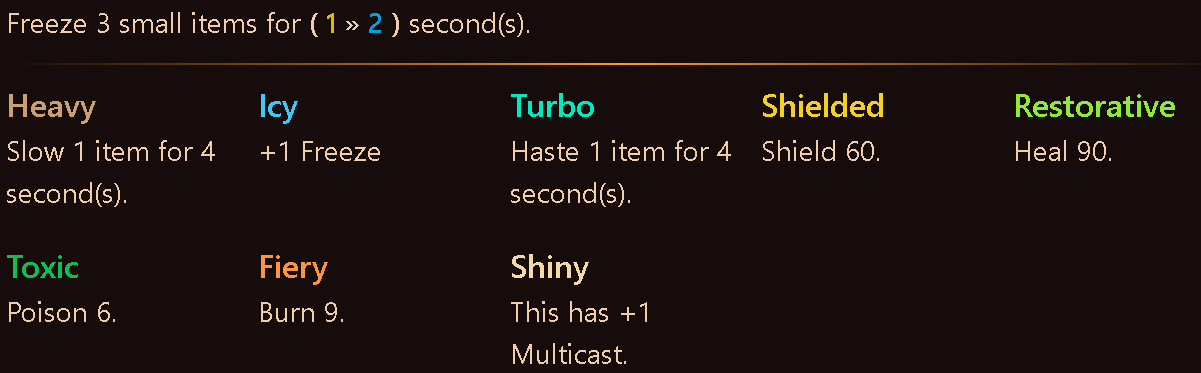 Freeze 3 small items for ( 1 » 2 ) second(s).
Heavy
Slow 1 item for 4
second(s).
Icy
+1 Freeze
Turbo
Haste 1 item for 4
second(s).
Shielded
Shield 60.
Restorative
Heal 90.
Toxic
Poison 6.
Fiery
Burn 9.
Shiny
This has +1
Multicast.